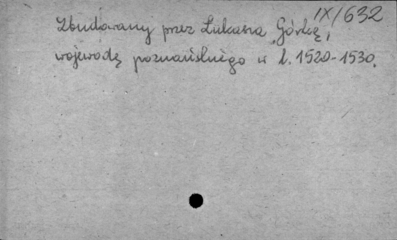 IX/632
Zbudowany przez Łukasza Górkę,
wojewodę poznańskiego w l. 1520-1530.